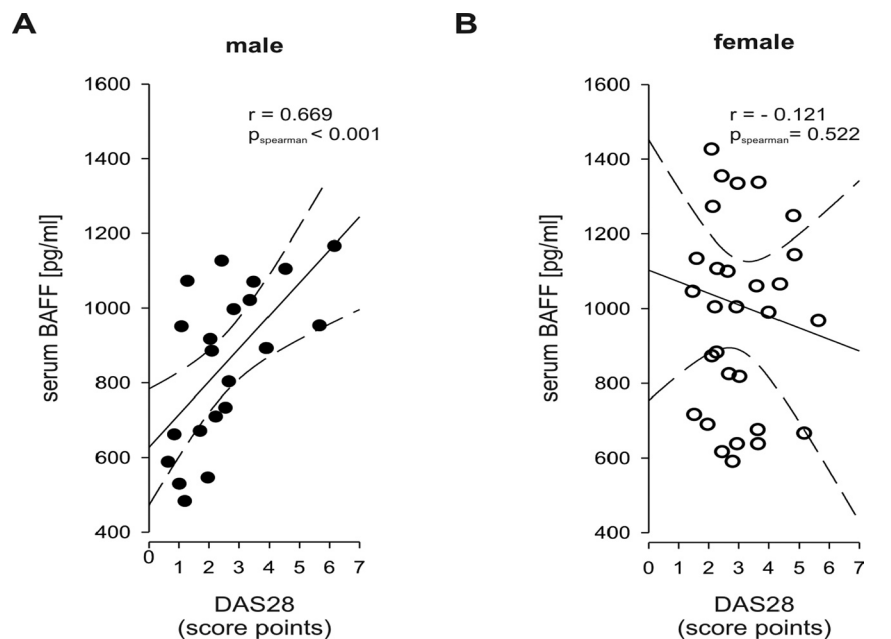 A
male
r = 0.669
pspearman < 0.001
serum BAFF [pg/ml]
1600
1400
1200
1000
800
600
400
0 1 2 3 4 5 6 7
DAS28
(score points)
B
female
r = - 0.121
pspearman = 0.522
serum BAFF [pg/ml]
1600
1400
1200
1000
800
600
400
0 1 2 3 4 5 6 7
DAS28
(score points)